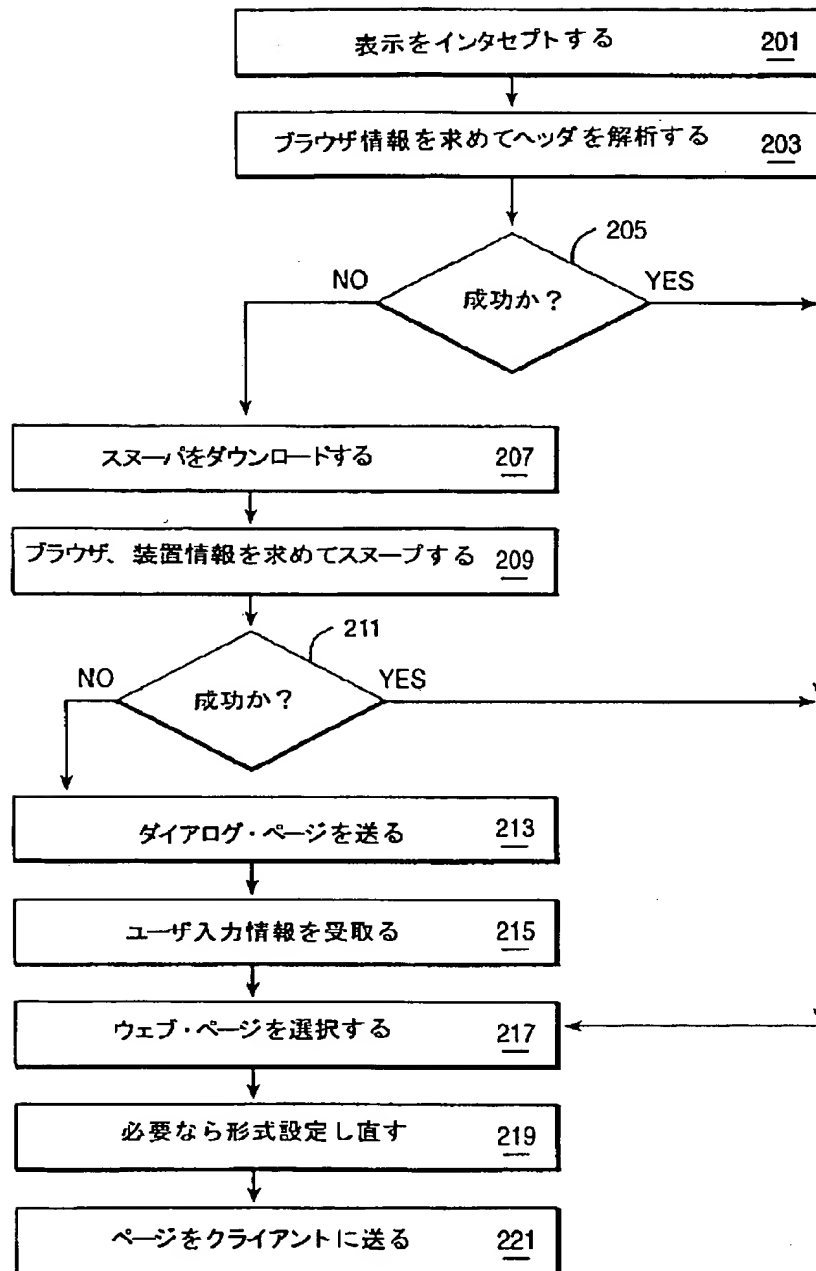 表示をインタセプトする 201
ブラウザ情報を求めてヘッダを解析する 203
205
NO 成功か? YES
スヌーパをダウンロードする 207
ブラウザ、装置情報を求めてスヌープする 209
211
NO 成功か? YES
ダイアログ・ページを送る 213
ユーザ入力情報を受取る 215
ウェブ・ページを選択する 217
必要なら形式設定し直す 219
ページをクライアントに送る 221